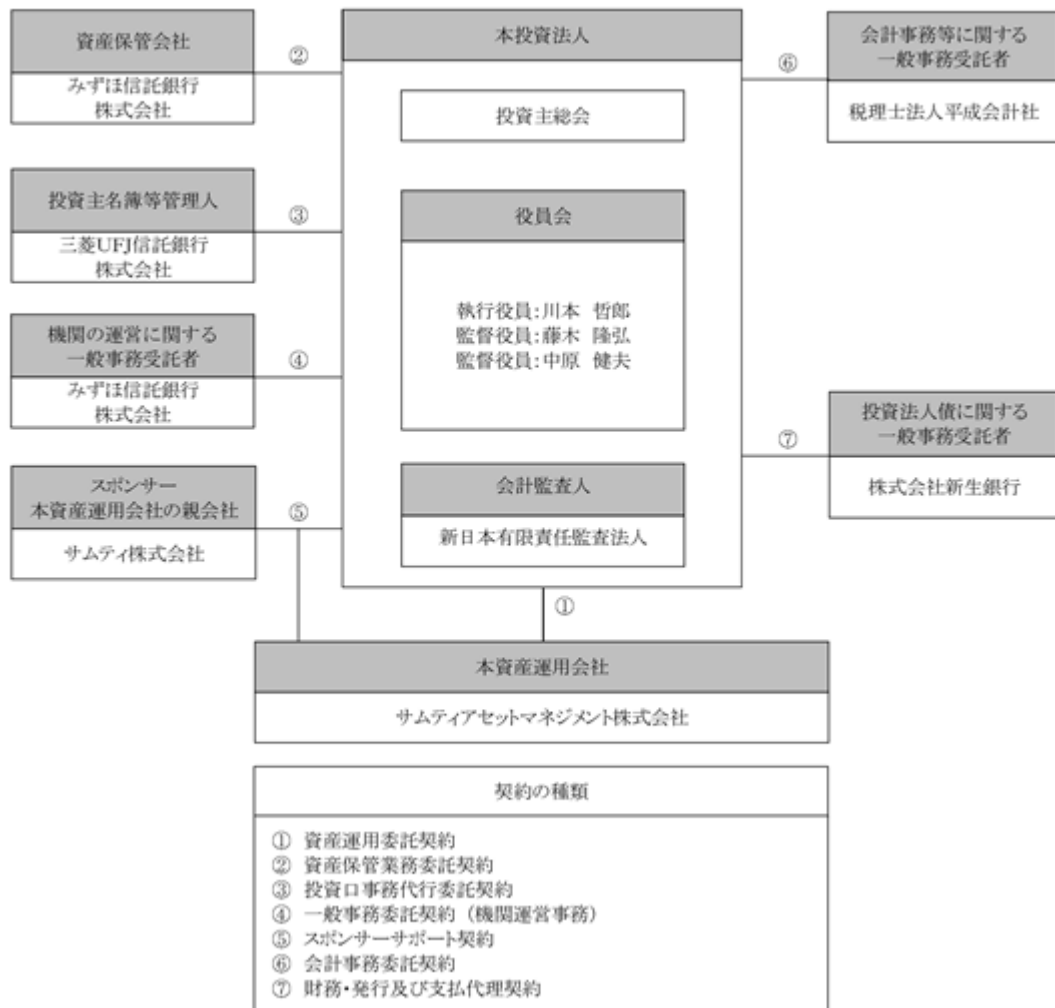 資産保管会社
みずほ信託銀行
株式会社
②
投資主名簿等管理人
三菱UFJ信託銀行
株式会社
③
機関の運営に関する
一般事務受託者
みずほ信託銀行
株式会社
④
スポンサー
本資産運用会社の親会社
サムティ株式会社
⑤
本投資法人
投資主総会
役員会
執行役員:川本 哲郎
監督役員:藤木 隆弘
監督役員:中原 健夫
会計監査人
新日本有限責任監査法人
①
⑥
会計事務等に関する
一般事務受託者
税理士法人平成会計社
⑦
投資法人債に関する
一般事務受託者
株式会社新生銀行
本資産運用会社
サムティアセットマネジメント株式会社
契約の種類
① 資産運用委託契約
② 資産保管業務委託契約
③ 投資口事務代行委託契約
④ 一般事務委託契約（機関運営事務）
⑤ スポンサーサポート契約
⑥ 会計事務委託契約
⑦ 財務・発行及び支払代理契約